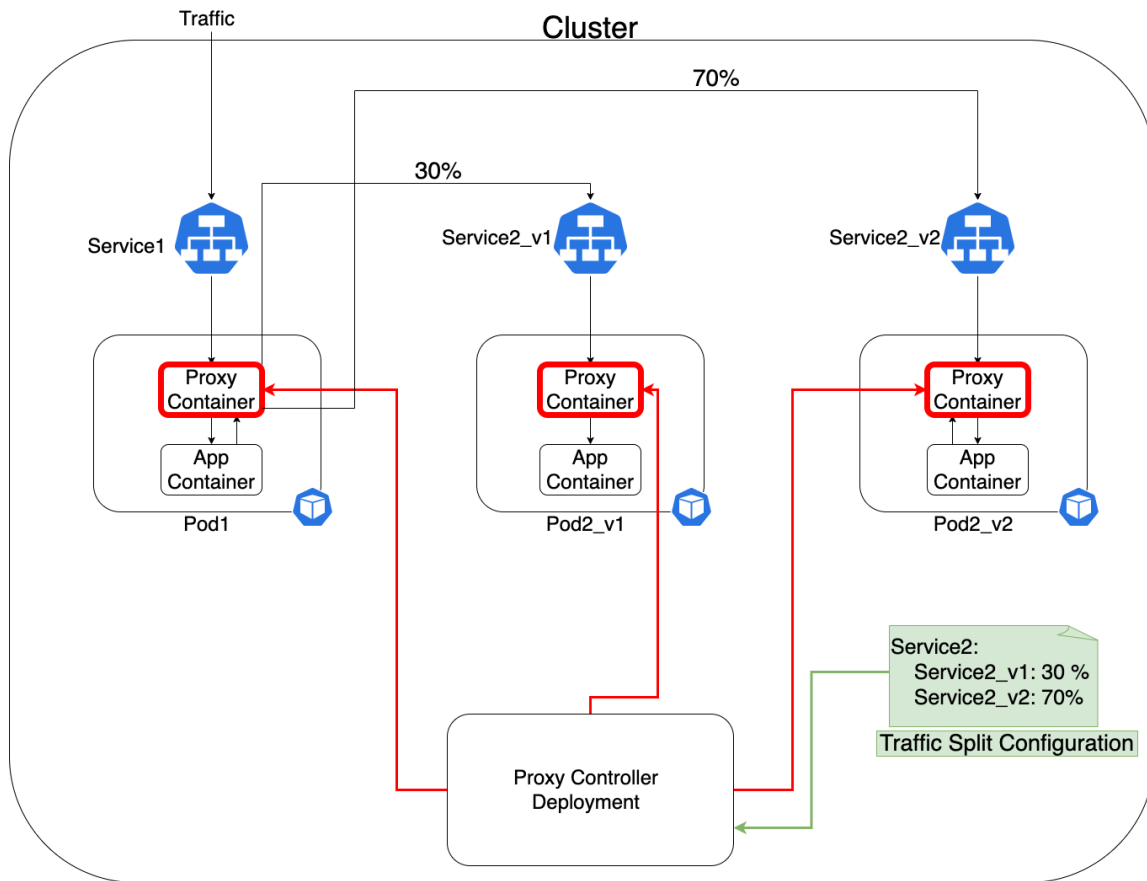 Traffic
Cluster
70%
30%
Service1
Service2_v1
Service2_v2
Proxy
Container
Proxy
Container
Proxy
Container
App
Container
App
Container
App
Container
Pod1
Pod2_v1
Pod2_v2
Service2:
Service2_v1: 30 %
Service2_v2: 70%
Traffic Split Configuration
Proxy Controller
Deployment